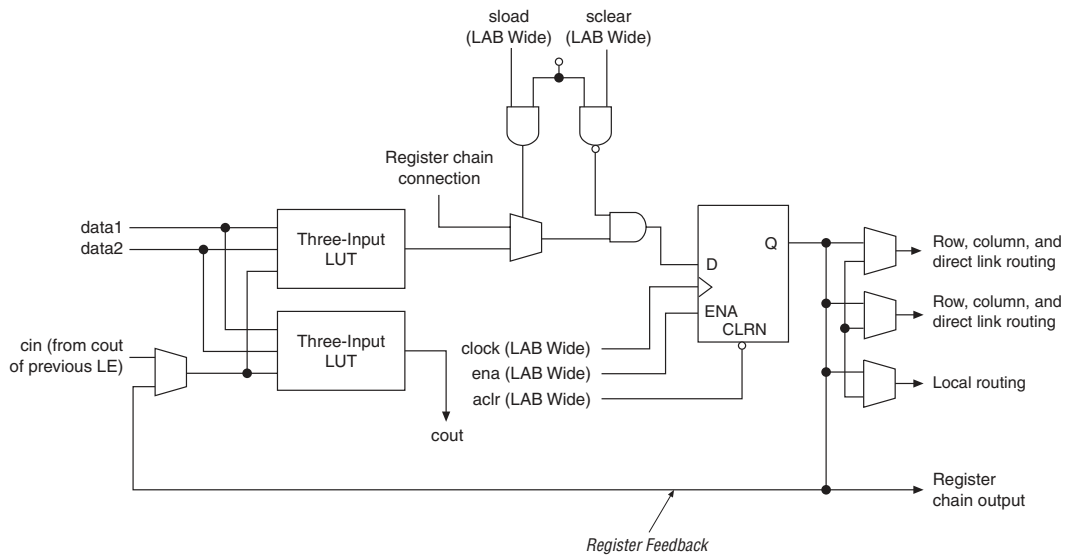 sload
(LAB Wide)
sclear
(LAB Wide)
Register chain
connection
data1
data2
Three-Input
LUT
Q
D
ENA
CLRN
Row, column, and
direct link routing
Row, column, and
direct link routing
cin (from cout
of previous LE)
Three-Input
LUT
clock (LAB Wide)
ena (LAB Wide)
aclr (LAB Wide)
Local routing
cout
Register
chain output
Register Feedback